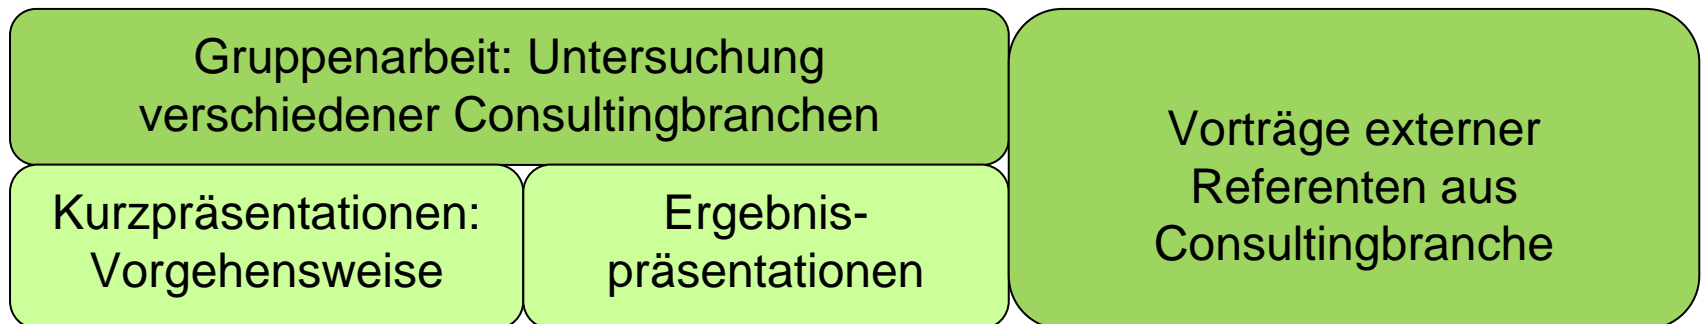 Gruppenarbeit: Untersuchung
verschiedener Consultingbranchen
Kurzpräsentationen:
Vorgehensweise
Ergebnis-
präsentationen
Vorträge externer
Referenten aus
Consultingbranche